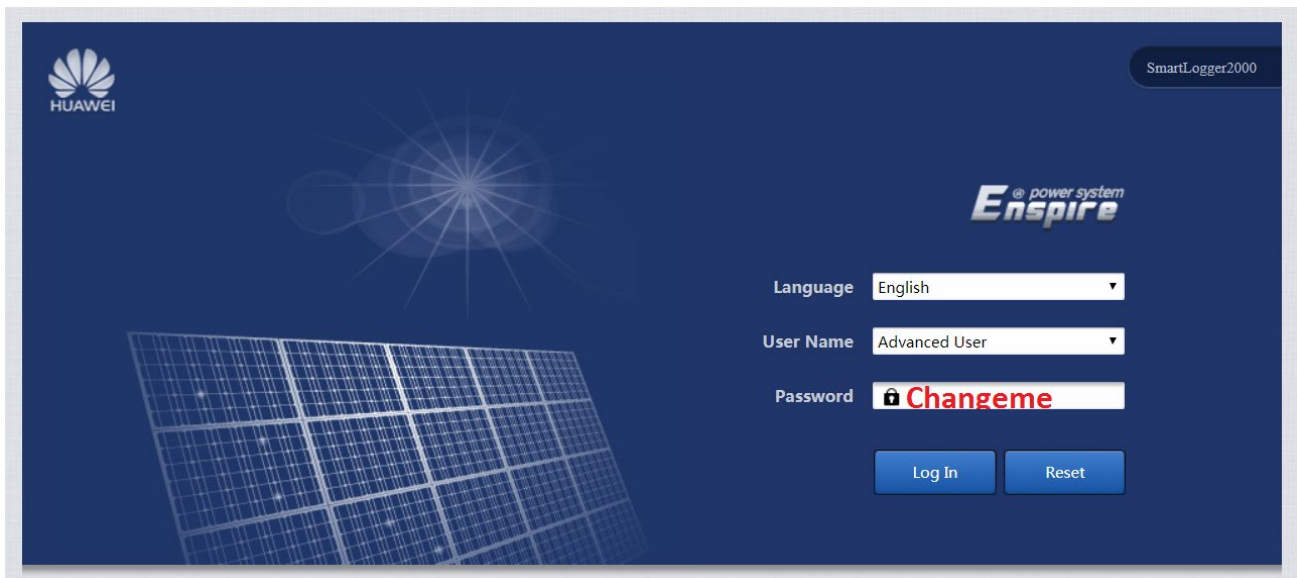 HUAWEI
SmartLogger2000
@ power system
Enspire
Language English
User Name Advanced User
Password Changeme
Log In Reset